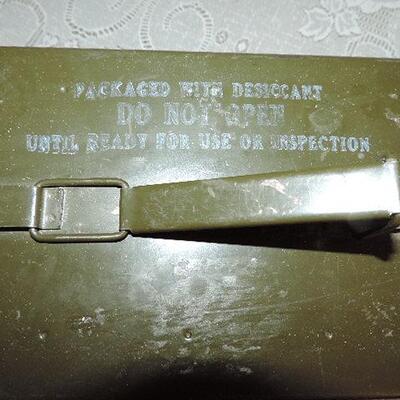 PACKAGED WITH DESICCANT
DO NOT OPEN
UNTIL READY FOR USE OR INSPECTION